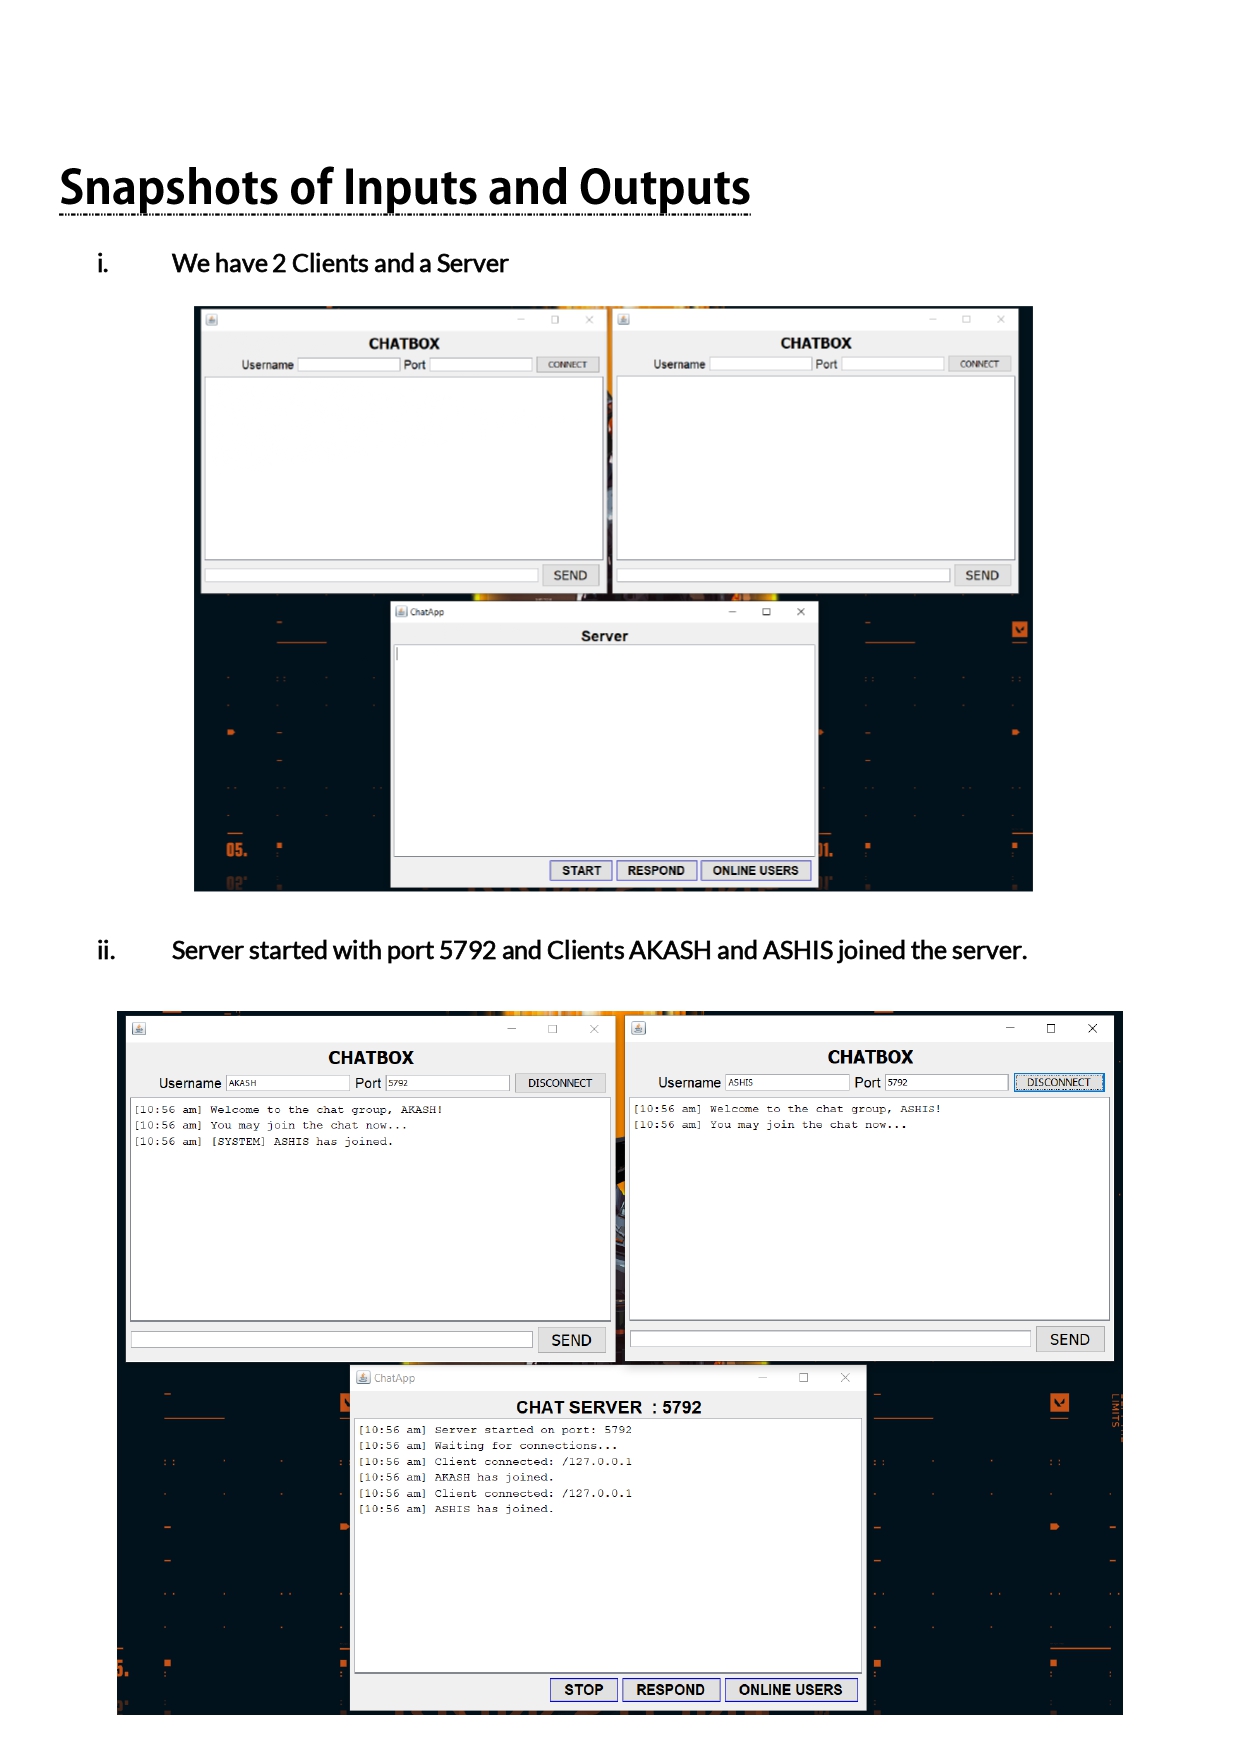 Snapshots of Inputs and Outputs
i. We have 2 Clients and a Server
CHATBOX
Username Port CONNECT
SEND
CHATBOX
Username Port CONNECT
SEND
ChatApp
Server
START RESPOND ONLINE USERS
05.
01.
02'
ii. Server started with port 5792 and Clients AKASH and ASHIS joined the server.
CHATBOX
Username AKASH Port 5792 DISCONNECT
[10:56 am] Welcome to the chat group, AKASH!
[10:56 am] You may join the chat now...
[10:56 am] [SYSTEM] ASHIS has joined.
SEND
CHATBOX
Username ASHIS Port 5792 DISCONNECT
[10:56 am] Welcome to the chat group, ASHIS!
[10:56 am] You may join the chat now...
SEND
ChatApp
CHAT SERVER : 5792
[10:56 am] Server started on port: 5792
[10:56 am] Waiting for connections...
[10:56 am] Client connected: /127.0.0.1
[10:56 am] AKASH has joined.
[10:56 am] Client connected: /127.0.0.1
[10:56 am] ASHIS has joined.
STOP RESPOND ONLINE USERS
LIMITS